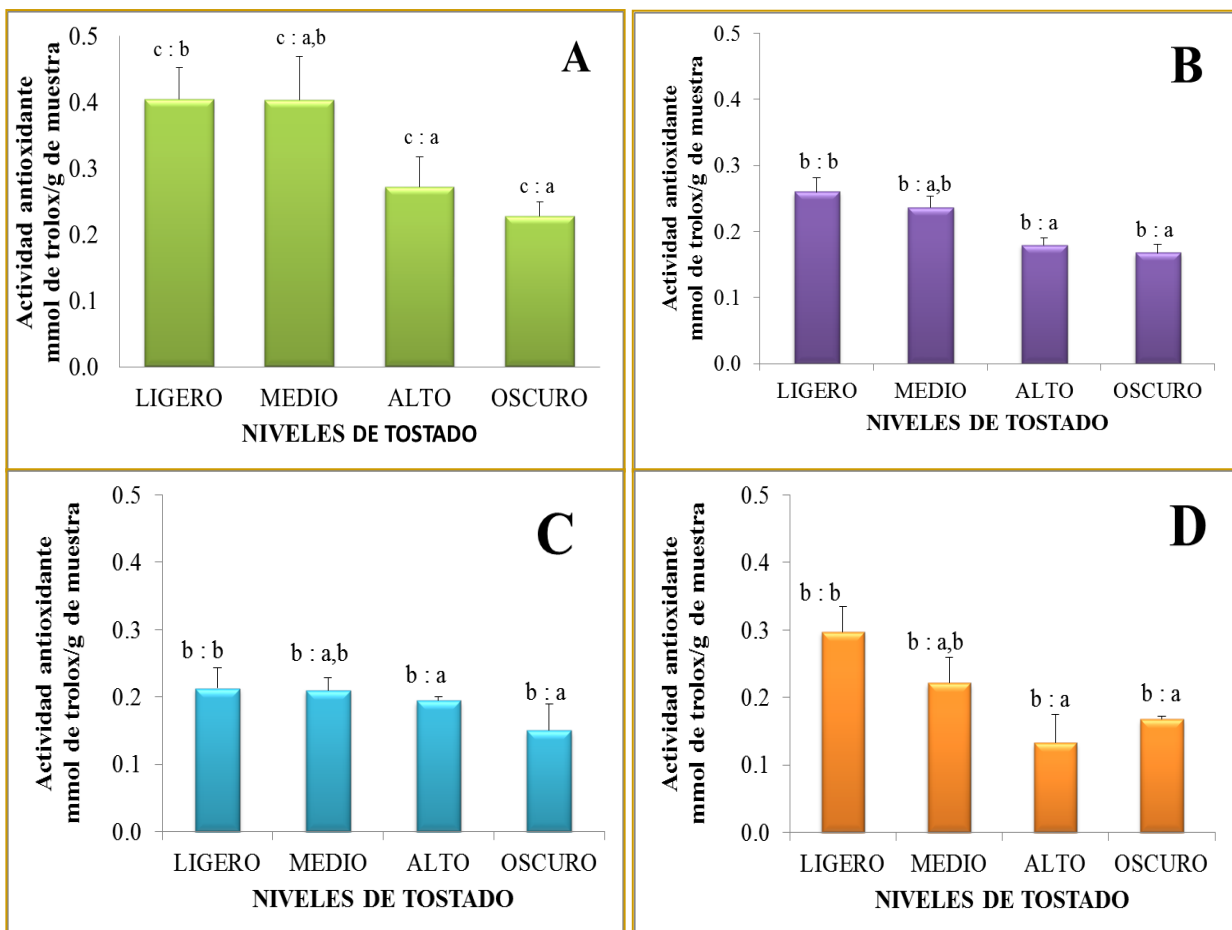 A
Actividad antioxidante
mmol de trolox/g de muestra
0.5
0.4
0.3
0.2
0.1
0.0
c : b
c : a,b
c : a
c : a
LIGERO MEDIO ALTO OSCURO
NIVELES DE TOSTADO
B
Actividad antioxidante
mmol de trolox/g de muestra
0.5
0.4
0.3
0.2
0.1
0.0
b : b
b : a,b
b : a
b : a
LIGERO MEDIO ALTO OSCURO
NIVELES DE TOSTADO
C
Actividad antioxidante
mmol de trolox/g de muestra
0.5
0.4
0.3
0.2
0.1
0.0
b : b
b : a,b
b : a
b : a
LIGERO MEDIO ALTO OSCURO
NIVELES DE TOSTADO
D
Actividad antioxidante
mmol de trolox/g de muestra
0.5
0.4
0.3
0.2
0.1
0.0
b : b
b : a,b
b : a
b : a
LIGERO MEDIO ALTO OSCURO
NIVELES DE TOSTADO